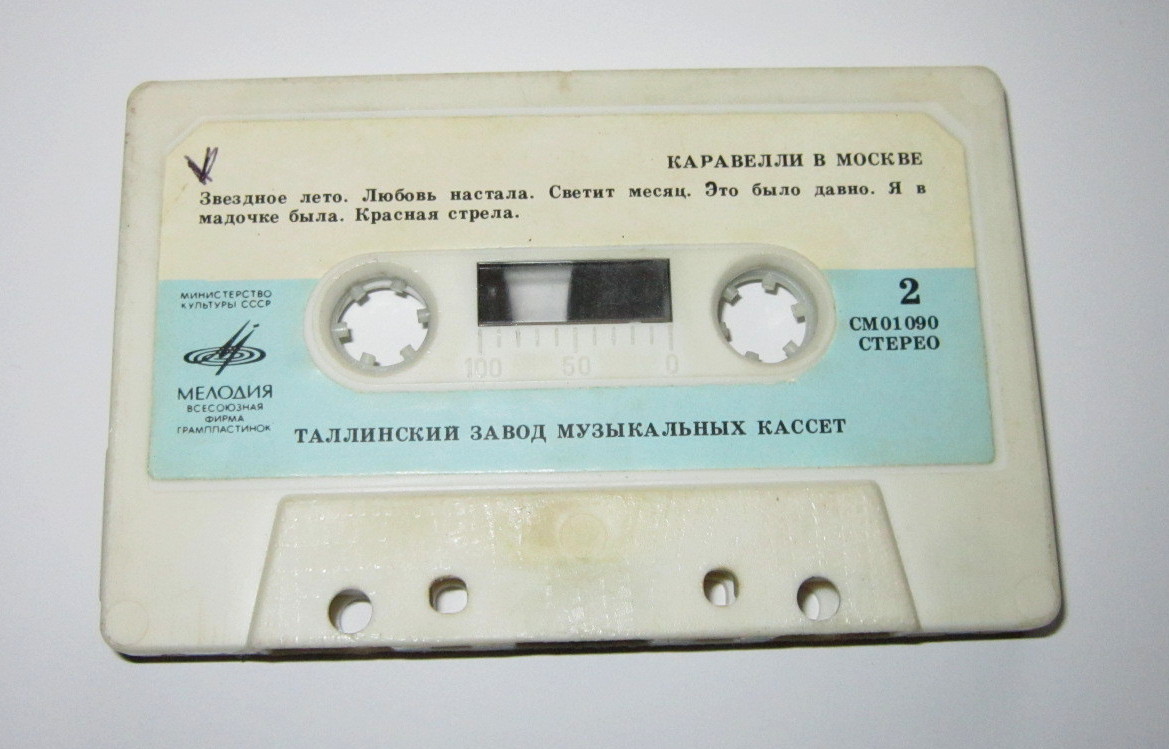 КАРАВЕЛЛИ В МОСКВЕ
Звездное лето. Любовь настала. Светит месяц. Это было давно. Я в
мадочке была. Красная стрела.
МИНИСТЕРСТВО
КУЛЬТУРЫ СССР
МЕЛОДИЯ
ВСЕСОЮЗНАЯ
ФИРМА
ГРАМПЛАСТИНОК
2
СМ01090
СТЕРЕО
100 50 0
ТАЛЛИНСКИЙ ЗАВОД МУЗЫКАЛЬНЫХ КАССЕТ